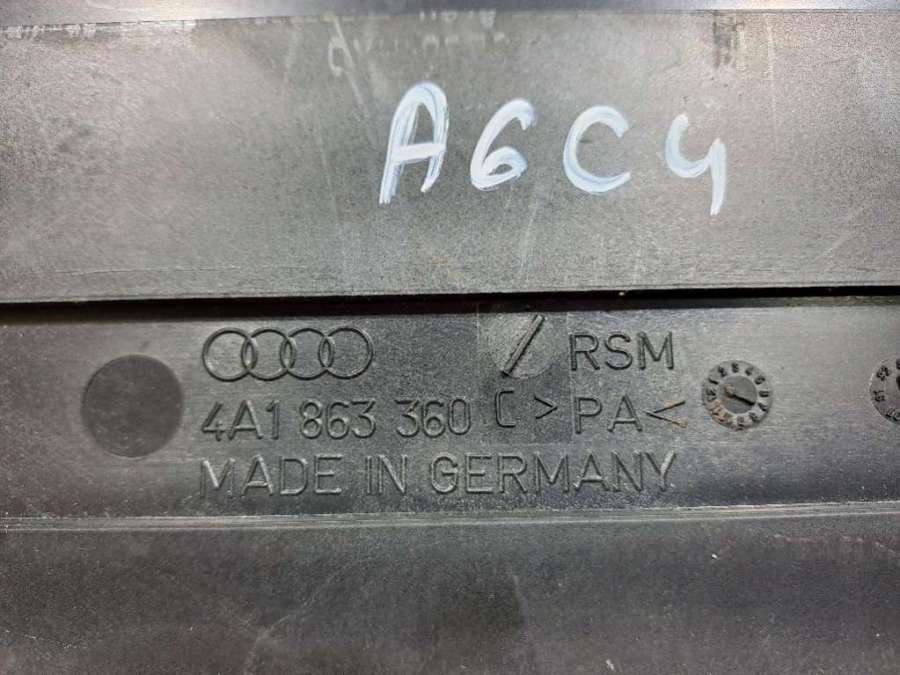 A6C4
RSM
4A1 863 360 C >PA<
MADE IN GERMANY